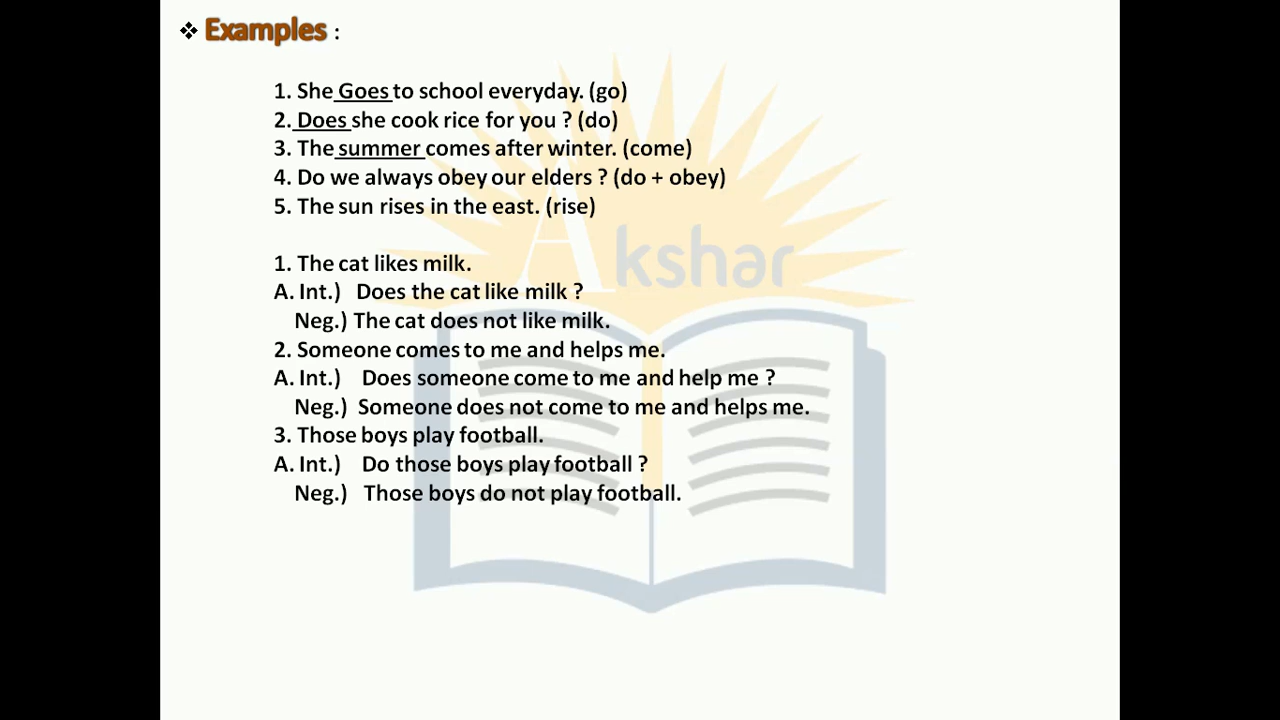 ❖ Examples :
1. She Goes to school everyday. (go)
2. Does she cook rice for you ? (do)
3. The summer comes after winter. (come)
4. Do we always obey our elders ? (do + obey)
5. The sun rises in the east. (rise)
Akshar
1. The cat likes milk.
A. Int.) Does the cat like milk ?
Neg.) The cat does not like milk.
2. Someone comes to me and helps me.
A. Int.) Does someone come to me and help me ?
Neg.) Someone does not come to me and helps me.
3. Those boys play football.
A. Int.) Do those boys play football ?
Neg.) Those boys do not play football.